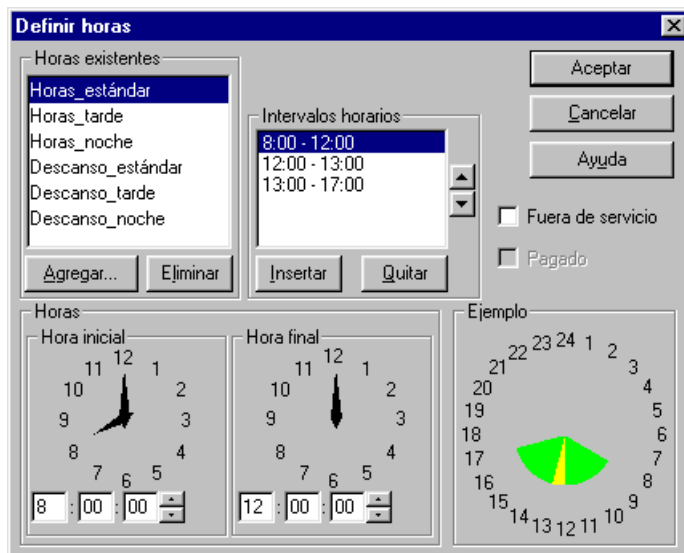 Definir horas
Horas existentes
Horas_estándar
Horas_tarde
Horas_noche
Descanso_estándar
Descanso_tarde
Descanso_noche
Agregar...
Eliminar
Intervalos horarios
8:00 - 12:00
12:00 - 13:00
13:00 - 17:00
Insertar
Quitar
Aceptar
Cancelar
Ayuda
Fuera de servicio
Pagado
Horas
Hora inicial
12 1 2 3 4 5 6 7 8 9 10 11
8 : 00 : 00
Hora final
12 1 2 3 4 5 6 7 8 9 10 11
12 : 00 : 00
Ejemplo
24 1 2 3 4 5 6 7 8 9 10 11 12 13 14 15 16 17 18 19 20 21 22 23